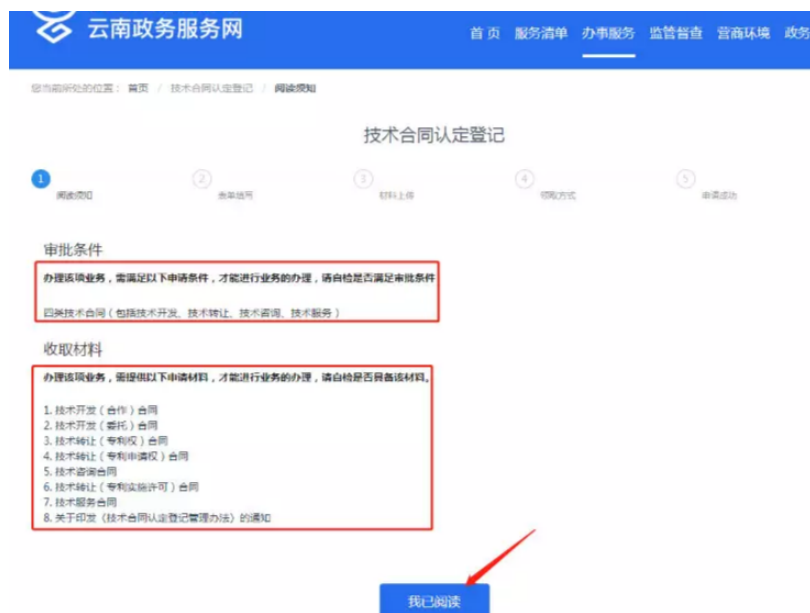 云南政务服务网
首页 服务清单 办事服务 监管督查 营商环境 政务
您当前所处的位置： 首页 / 技术合同认定登记 / 阅读须知
技术合同认定登记
1 2 3 4 5
阅读须知 表单填写 材料上传 领取方式 申请成功
审批条件
办理该项业务，需满足以下申请条件，才能进行业务的办理，请自检是否满足审批条件
四类技术合同（包括技术开发、技术转让、技术咨询、技术服务）
收取材料
办理该项业务，需提供以下申请材料，才能进行业务的办理，请自检是否具备该材料。
1. 技术开发（合作）合同
2. 技术开发（委托）合同
3. 技术转让（专利权）合同
4. 技术转让（专利申请权）合同
5. 技术咨询合同
6. 技术转让（专利实施许可）合同
7. 技术服务合同
8. 关于印发《技术合同认定登记管理办法》的通知
我已阅读